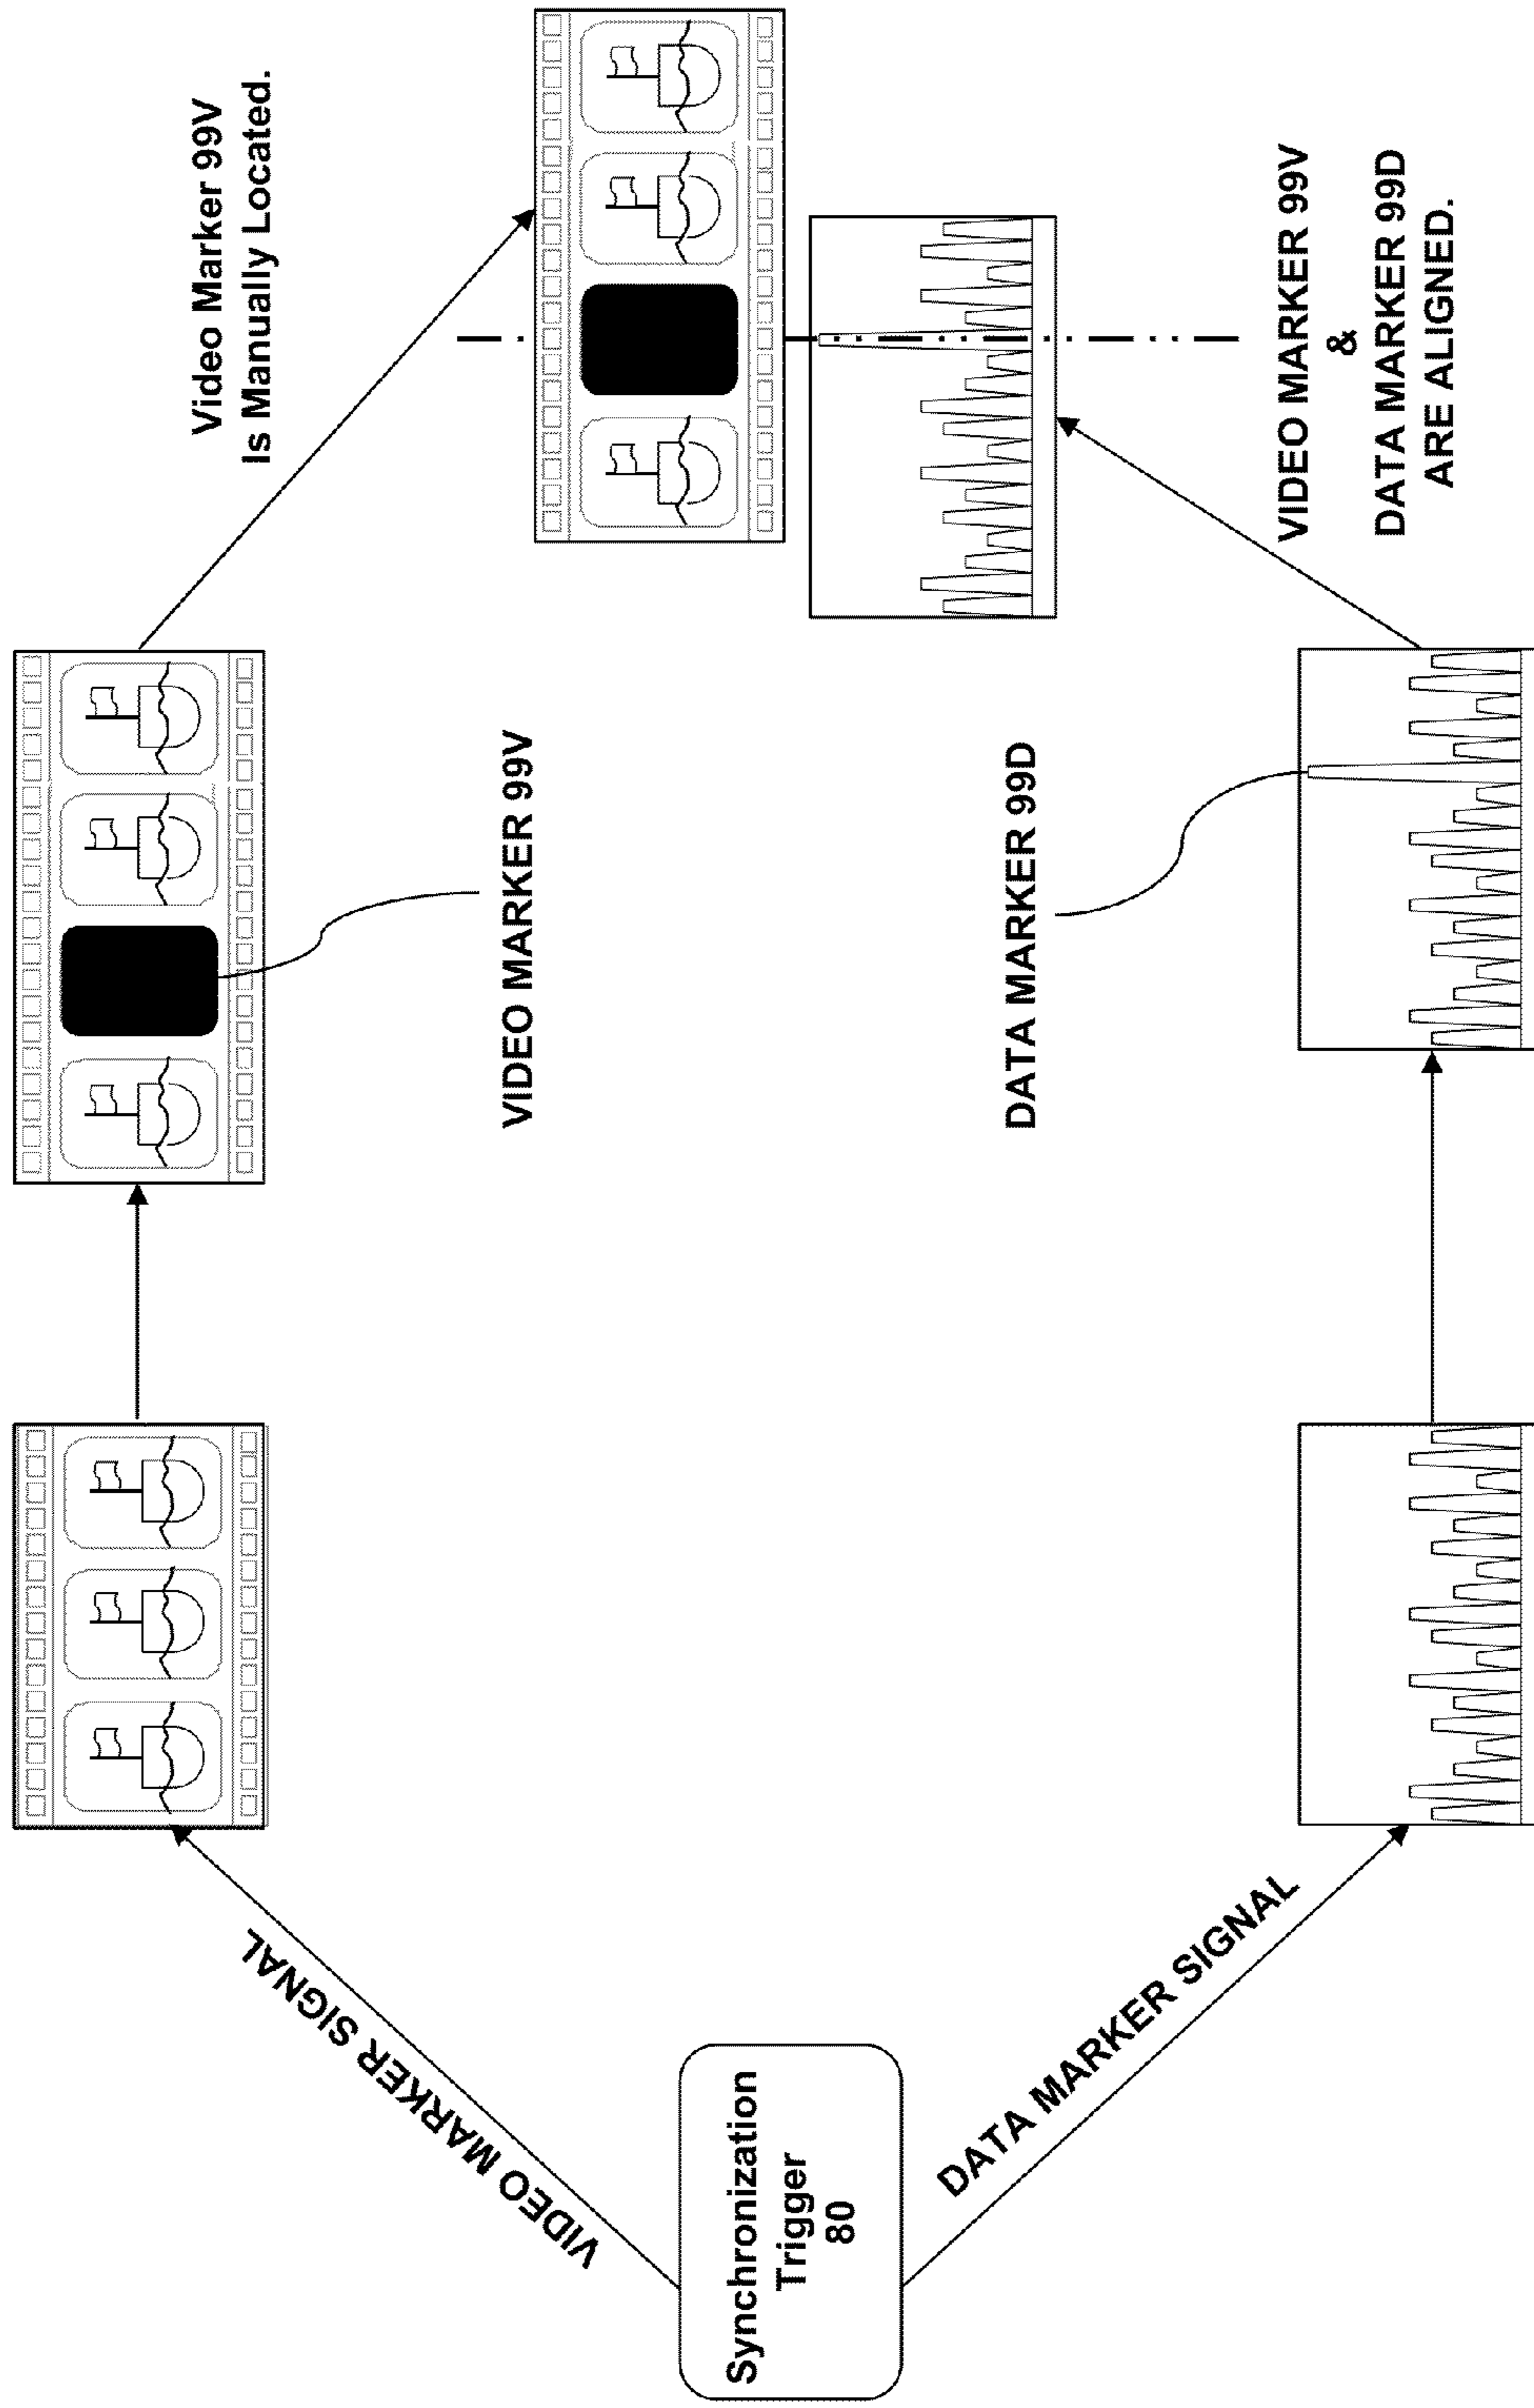 Synchronization
Trigger
80
VIDEO MARKER SIGNAL
DATA MARKER SIGNAL
VIDEO MARKER 99V
DATA MARKER 99D
Video Marker 99V
Is Manually Located.
VIDEO MARKER 99V
&
DATA MARKER 99D
ARE ALIGNED.